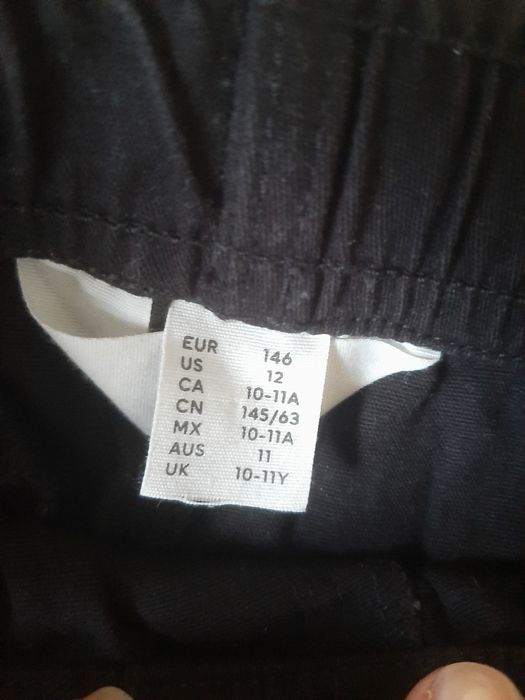 EUR 146
US 12
CA 10-11A
CN 145/63
MX 10-11A
AUS 11
UK 10-11Y